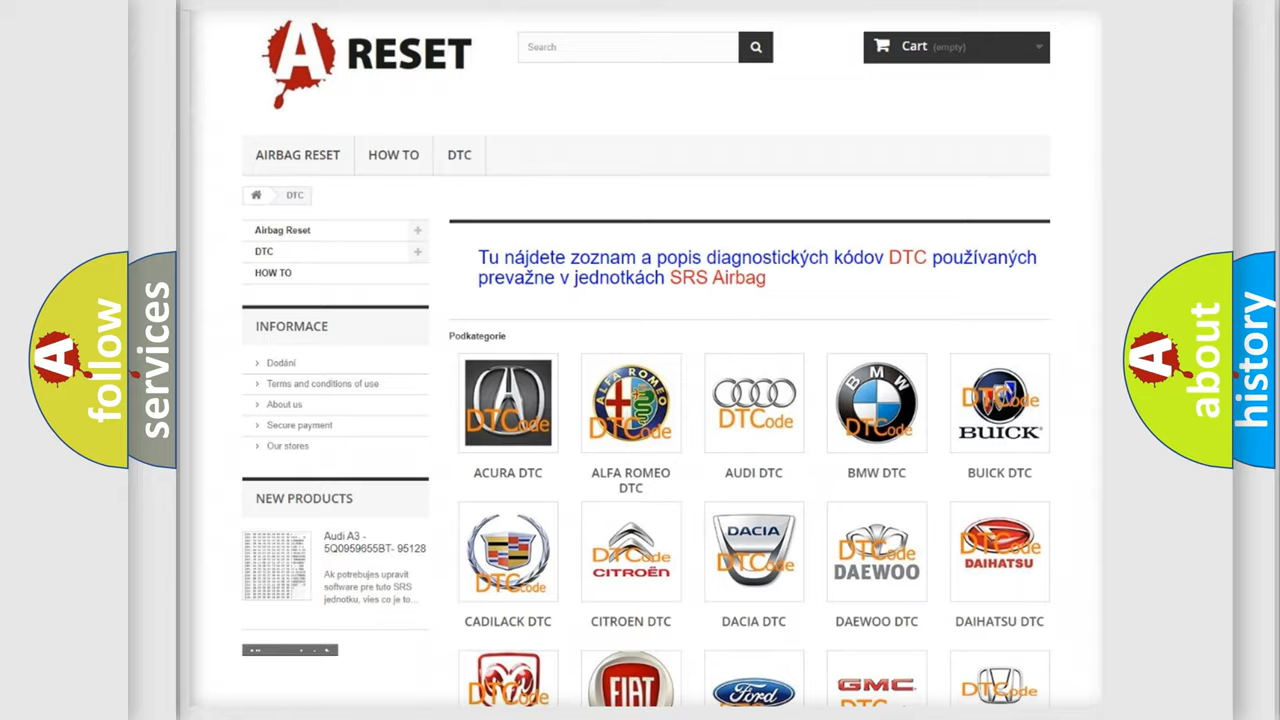 A RESET
Search
Cart (empty)
AIRBAG RESET
HOW TO
DTC
DTC
Airbag Reset
DTC
HOW TO
Tu nájdete zoznam a popis diagnostických kódov DTC používaných
prevažne v jednotkách SRS Airbag
INFORMACE
Dodání
Terms and conditions of use
About us
Secure payment
Our stores
Podkategorie
DTCode
ALFA ROMEO
DTCode
DTCode
BMW
DTCode
DTCode
BUICK
ACURA DTC
ALFA ROMEO
DTC
AUDI DTC
BMW DTC
BUICK DTC
NEW PRODUCTS
Audi A3 -
5Q0959655BT- 95128
Ak potrebujes upravit
software pre tuto SRS
jednotku, vies co je to...
DTCode
DTCode
CITROËN
DACIA
DTCode
DTCode
DAEWOO
DTCode
DAIHATSU
CADILACK DTC
CITROEN DTC
DACIA DTC
DAEWOO DTC
DAIHATSU DTC
DTCode
FIAT
Ford
GMC
DTCode
A follow
services
A about
history